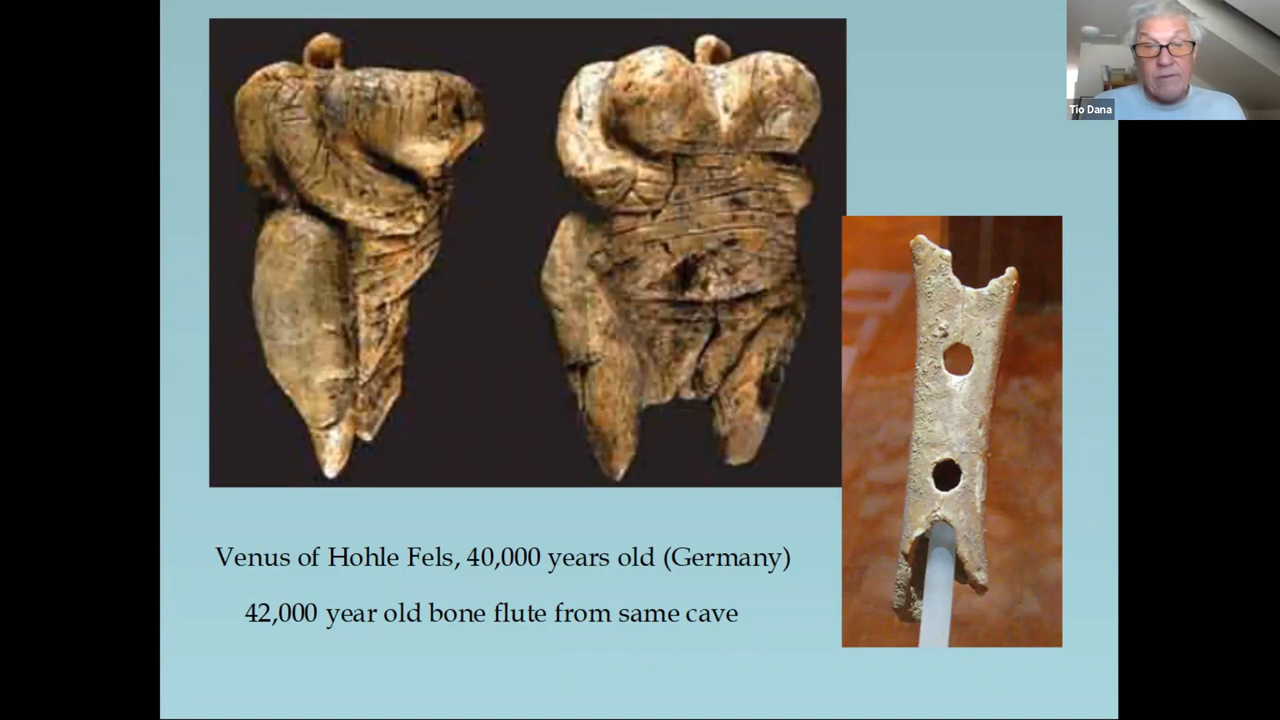 Tio Dana
Venus of Hohle Fels, 40,000 years old (Germany)
42,000 year old bone flute from same cave